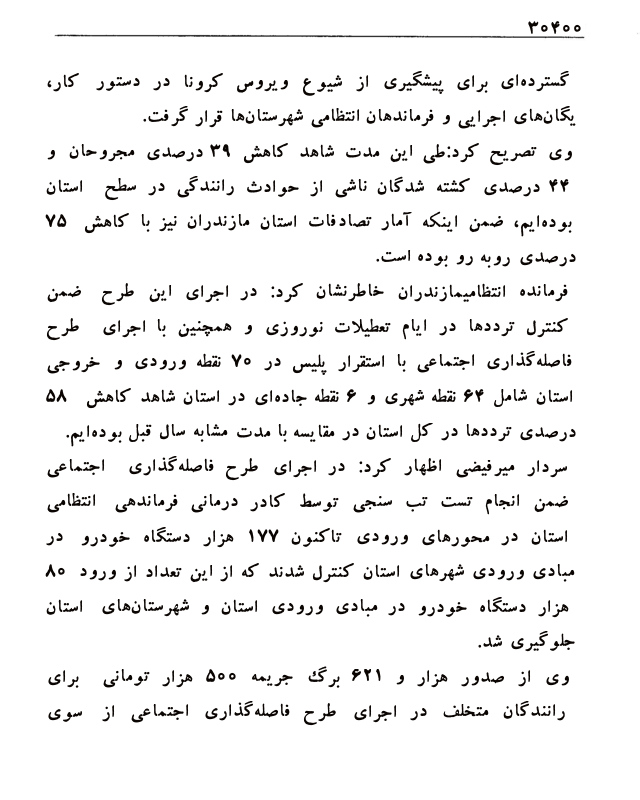 ۳۰۴۰۰
گسترده‌ای برای پیشگیری از شیوع ویروس کرونا در دستور کار،
یگان‌های اجرایی و فرماندهان انتظامی شهرستان‌ها قرار گرفت.
وی تصریح کرد:طی این مدت شاهد کاهش ۳۹ درصدی مجروحان و
۴۴ درصدی کشته شدگان ناشی از حوادث رانندگی در سطح استان
بوده‌ایم، ضمن اینکه آمار تصادفات استان مازندران نیز با کاهش ۷۵
درصدی روبه رو بوده است.
فرمانده انتظامیمازندران خاطرنشان کرد: در اجرای این طرح ضمن
کنترل ترددها در ایام تعطیلات نوروزی و همچنین با اجرای طرح
فاصله‌گذاری اجتماعی با استقرار پلیس در ۷۰ نقطه ورودی و خروجی
استان شامل ۶۴ نقطه شهری و ۶ نقطه جاده‌ای در استان شاهد کاهش ۵۸
درصدی ترددها در کل استان در مقایسه با مدت مشابه سال قبل بوده‌ایم.
سردار میرفیضی اظهار کرد: در اجرای طرح فاصله‌گذاری اجتماعی
ضمن انجام تست تب سنجی توسط کادر درمانی فرماندهی انتظامی
استان در محورهای ورودی تاکنون ۱۷۷ هزار دستگاه خودرو در
مبادی ورودی شهرهای استان کنترل شدند که از این تعداد از ورود ۸۰
هزار دستگاه خودرو در مبادی ورودی استان و شهرستان‌های استان
جلوگیری شد.
وی از صدور هزار و ۶۲۱ برگ جریمه ۵۰۰ هزار تومانی برای
رانندگان متخلف در اجرای طرح فاصله‌گذاری اجتماعی از سوی